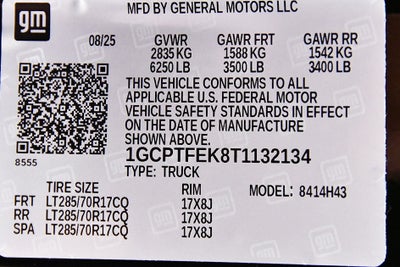 MFD BY GENERAL MOTORS LLC
gm
08/25 GVWR GAWR FRT GAWR RR
2835 KG 1588 KG 1542 KG
6250 LB 3500 LB 3400 LB
THIS VEHICLE CONFORMS TO ALL
APPLICABLE U.S. FEDERAL MOTOR
VEHICLE SAFETY STANDARDS IN EFFECT
ON THE DATE OF MANUFACTURE
SHOWN ABOVE.
8555
1GCPTFEK8T1132134
TYPE: TRUCK
TIRE SIZE RIM MODEL: 8414H43
FRT LT285/70R17CQ 17X8J
RR LT285/70R17CQ 17X8J
SPA LT285/70R17CQ 17X8J